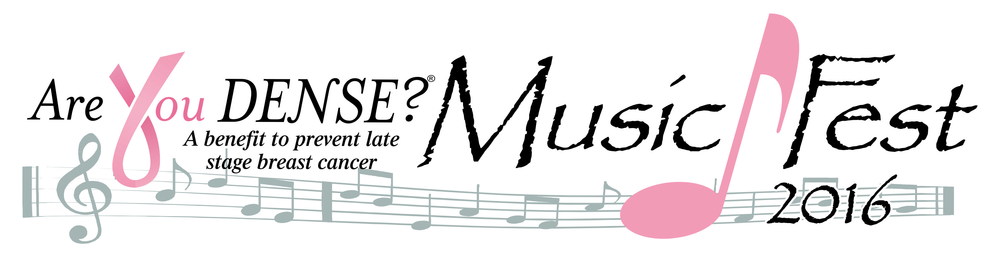 Are You DENSE?® Music Fest
A benefit to prevent late
stage breast cancer
2016